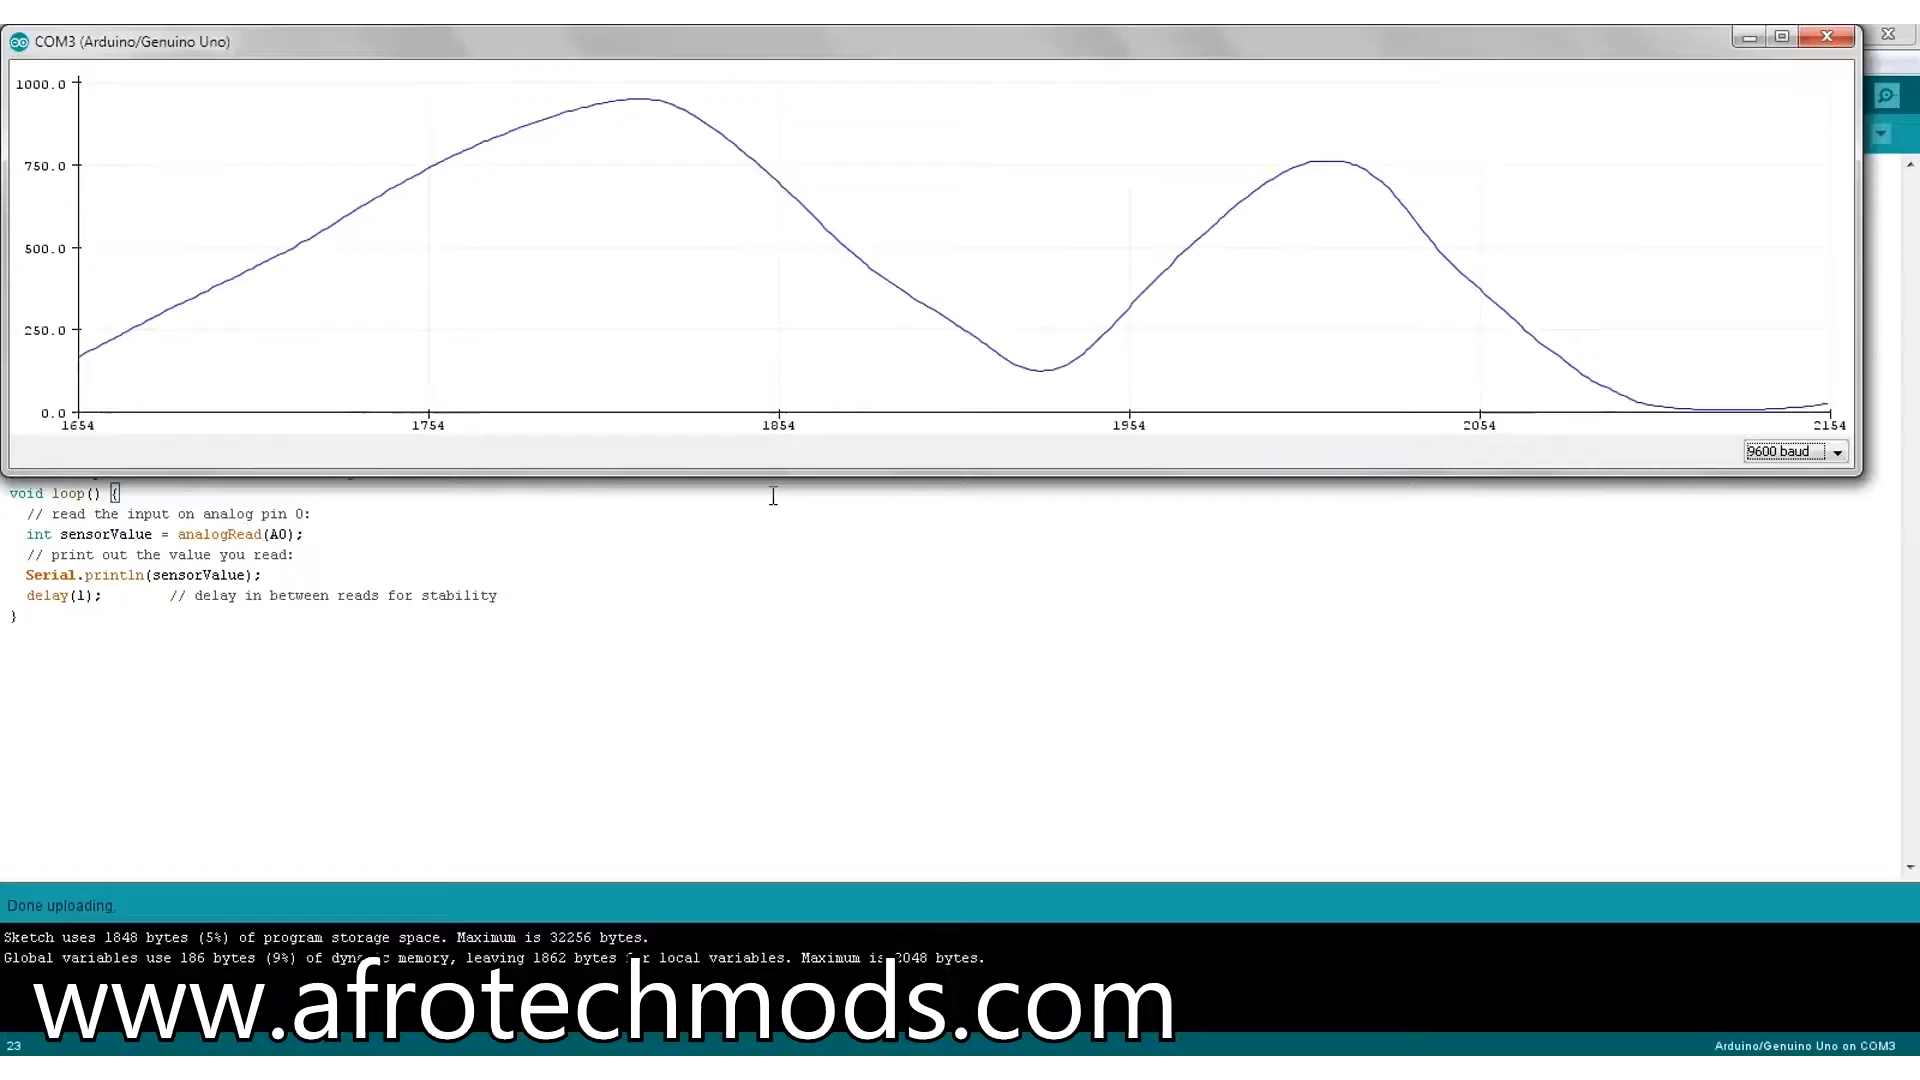 COM3 (Arduino/Genuino Uno)
1000.0
750.0
500.0
250.0
0.0
1654 1754 1854 1954 2054 2154
9600 baud
void loop() {
// read the input on analog pin 0:
int sensorValue = analogRead(A0);
// print out the value you read:
Serial.println(sensorValue);
delay(1); // delay in between reads for stability
}
Done uploading.
Sketch uses 1848 bytes (5%) of program storage space. Maximum is 32256 bytes.
Global variables use 186 bytes (9%) of memory, leaving 1862 bytes local variables. Maximum is 2048 bytes.
www.afrotechmods.com
23
Arduino/Genuino Uno on COM3